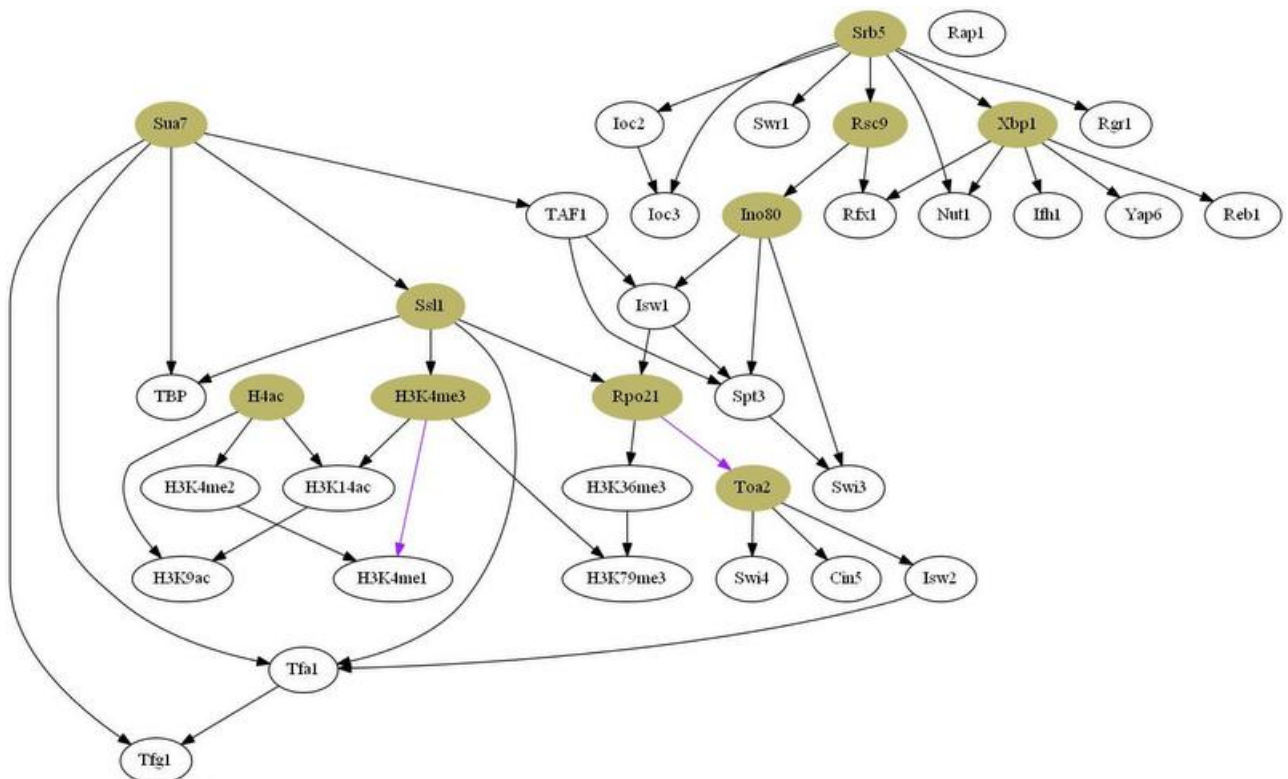 Srb5
Rap1
Sua7
Ioc2
Swr1
Rsc9
Xbp1
Rgr1
TAF1
Ioc3
Ino80
Rfx1
Nut1
Ifh1
Yap6
Reb1
Ssl1
Isw1
TBP
H4ac
H3K4me3
Rpo21
Spt3
H3K4me2
H3K14ac
H3K36me3
Toa2
Swi3
H3K9ac
H3K4me1
H3K79me3
Swi4
Cin5
Isw2
Tfa1
Tfg1